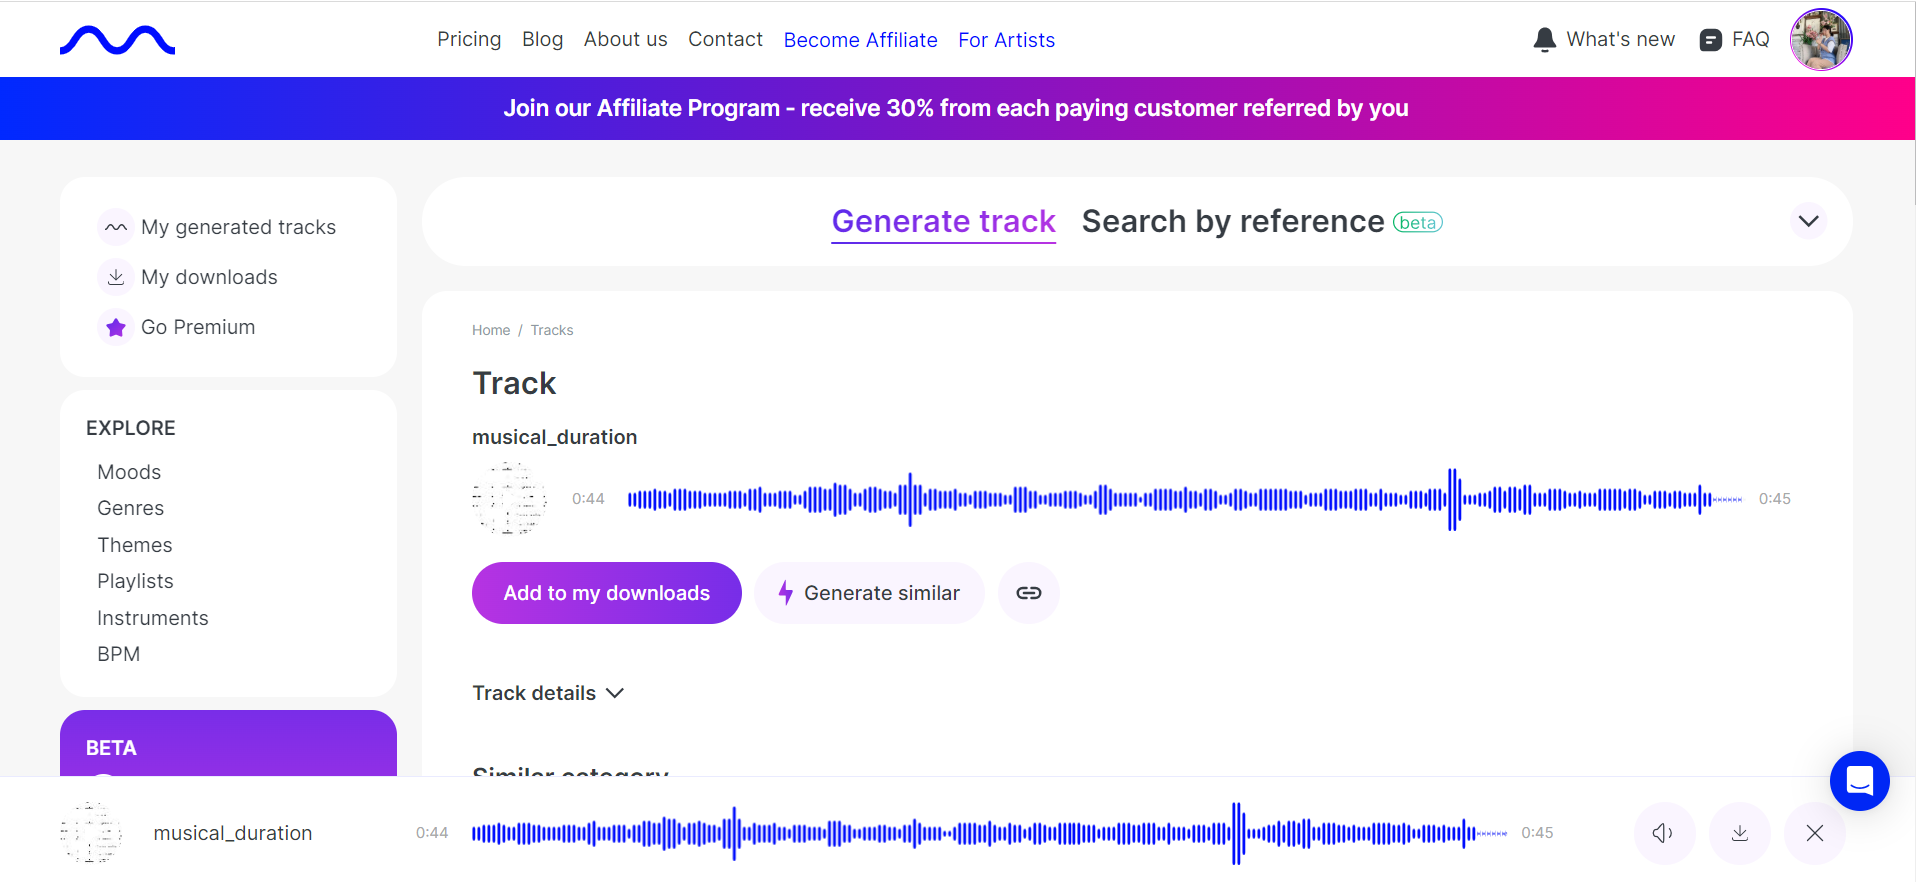 Pricing Blog About us Contact Become Affiliate For Artists What's new FAQ
Join our Affiliate Program - receive 30% from each paying customer referred by you
My generated tracks
My downloads
Go Premium
EXPLORE
Moods
Genres
Themes
Playlists
Instruments
BPM
BETA
Generate track Search by reference beta
Home / Tracks
Track
musical_duration
0:44 0:45
Add to my downloads Generate similar
Track details
Similar category
musical_duration 0:44 0:45